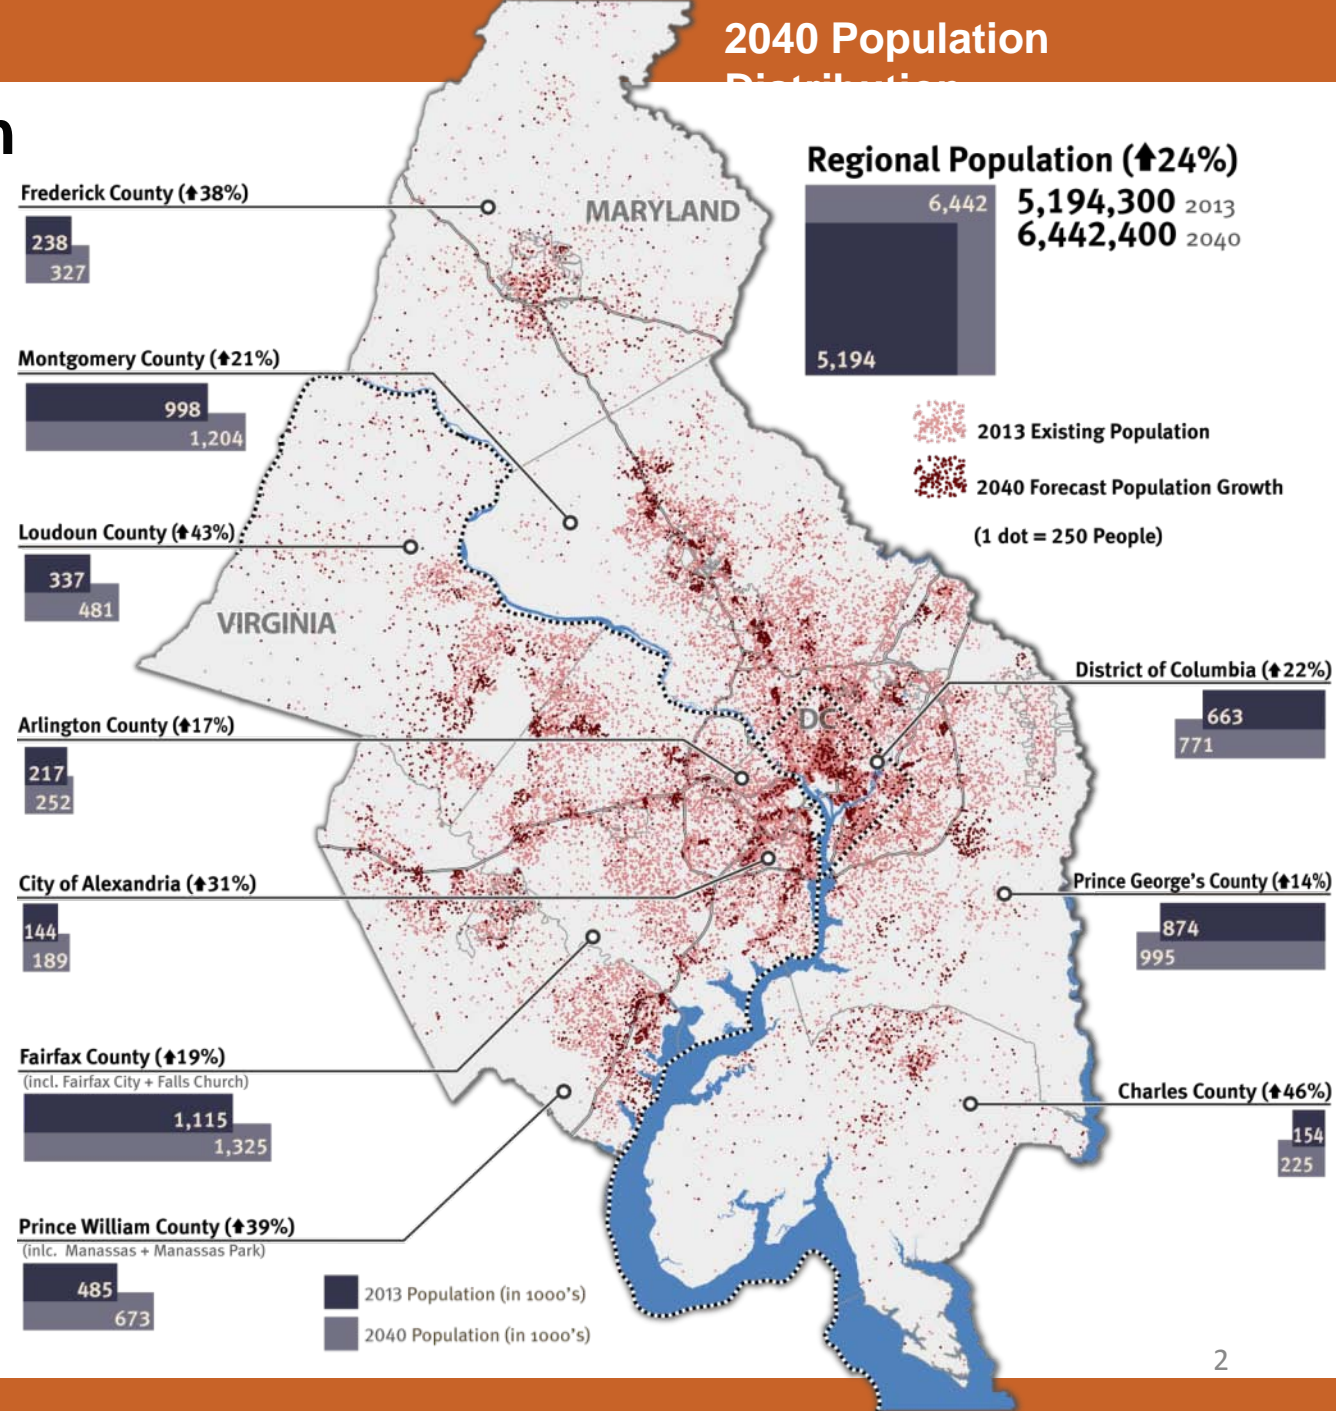 2040 Population
n
Regional Population (⬆24%)
6,442
5,194
5,194,300 2013
6,442,400 2040
2013 Existing Population
2040 Forecast Population Growth
(1 dot = 250 People)
MARYLAND
VIRGINIA
DC
Frederick County (⬆38%)
238
327
Montgomery County (⬆21%)
998
1,204
Loudoun County (⬆43%)
337
481
Arlington County (⬆17%)
217
252
City of Alexandria (⬆31%)
144
189
Fairfax County (⬆19%)
(incl. Fairfax City + Falls Church)
1,115
1,325
Prince William County (⬆39%)
(inlc. Manassas + Manassas Park)
485
673
District of Columbia (⬆22%)
663
771
Prince George's County (⬆14%)
874
995
Charles County (⬆46%)
154
225
2013 Population (in 1000's)
2040 Population (in 1000's)
2